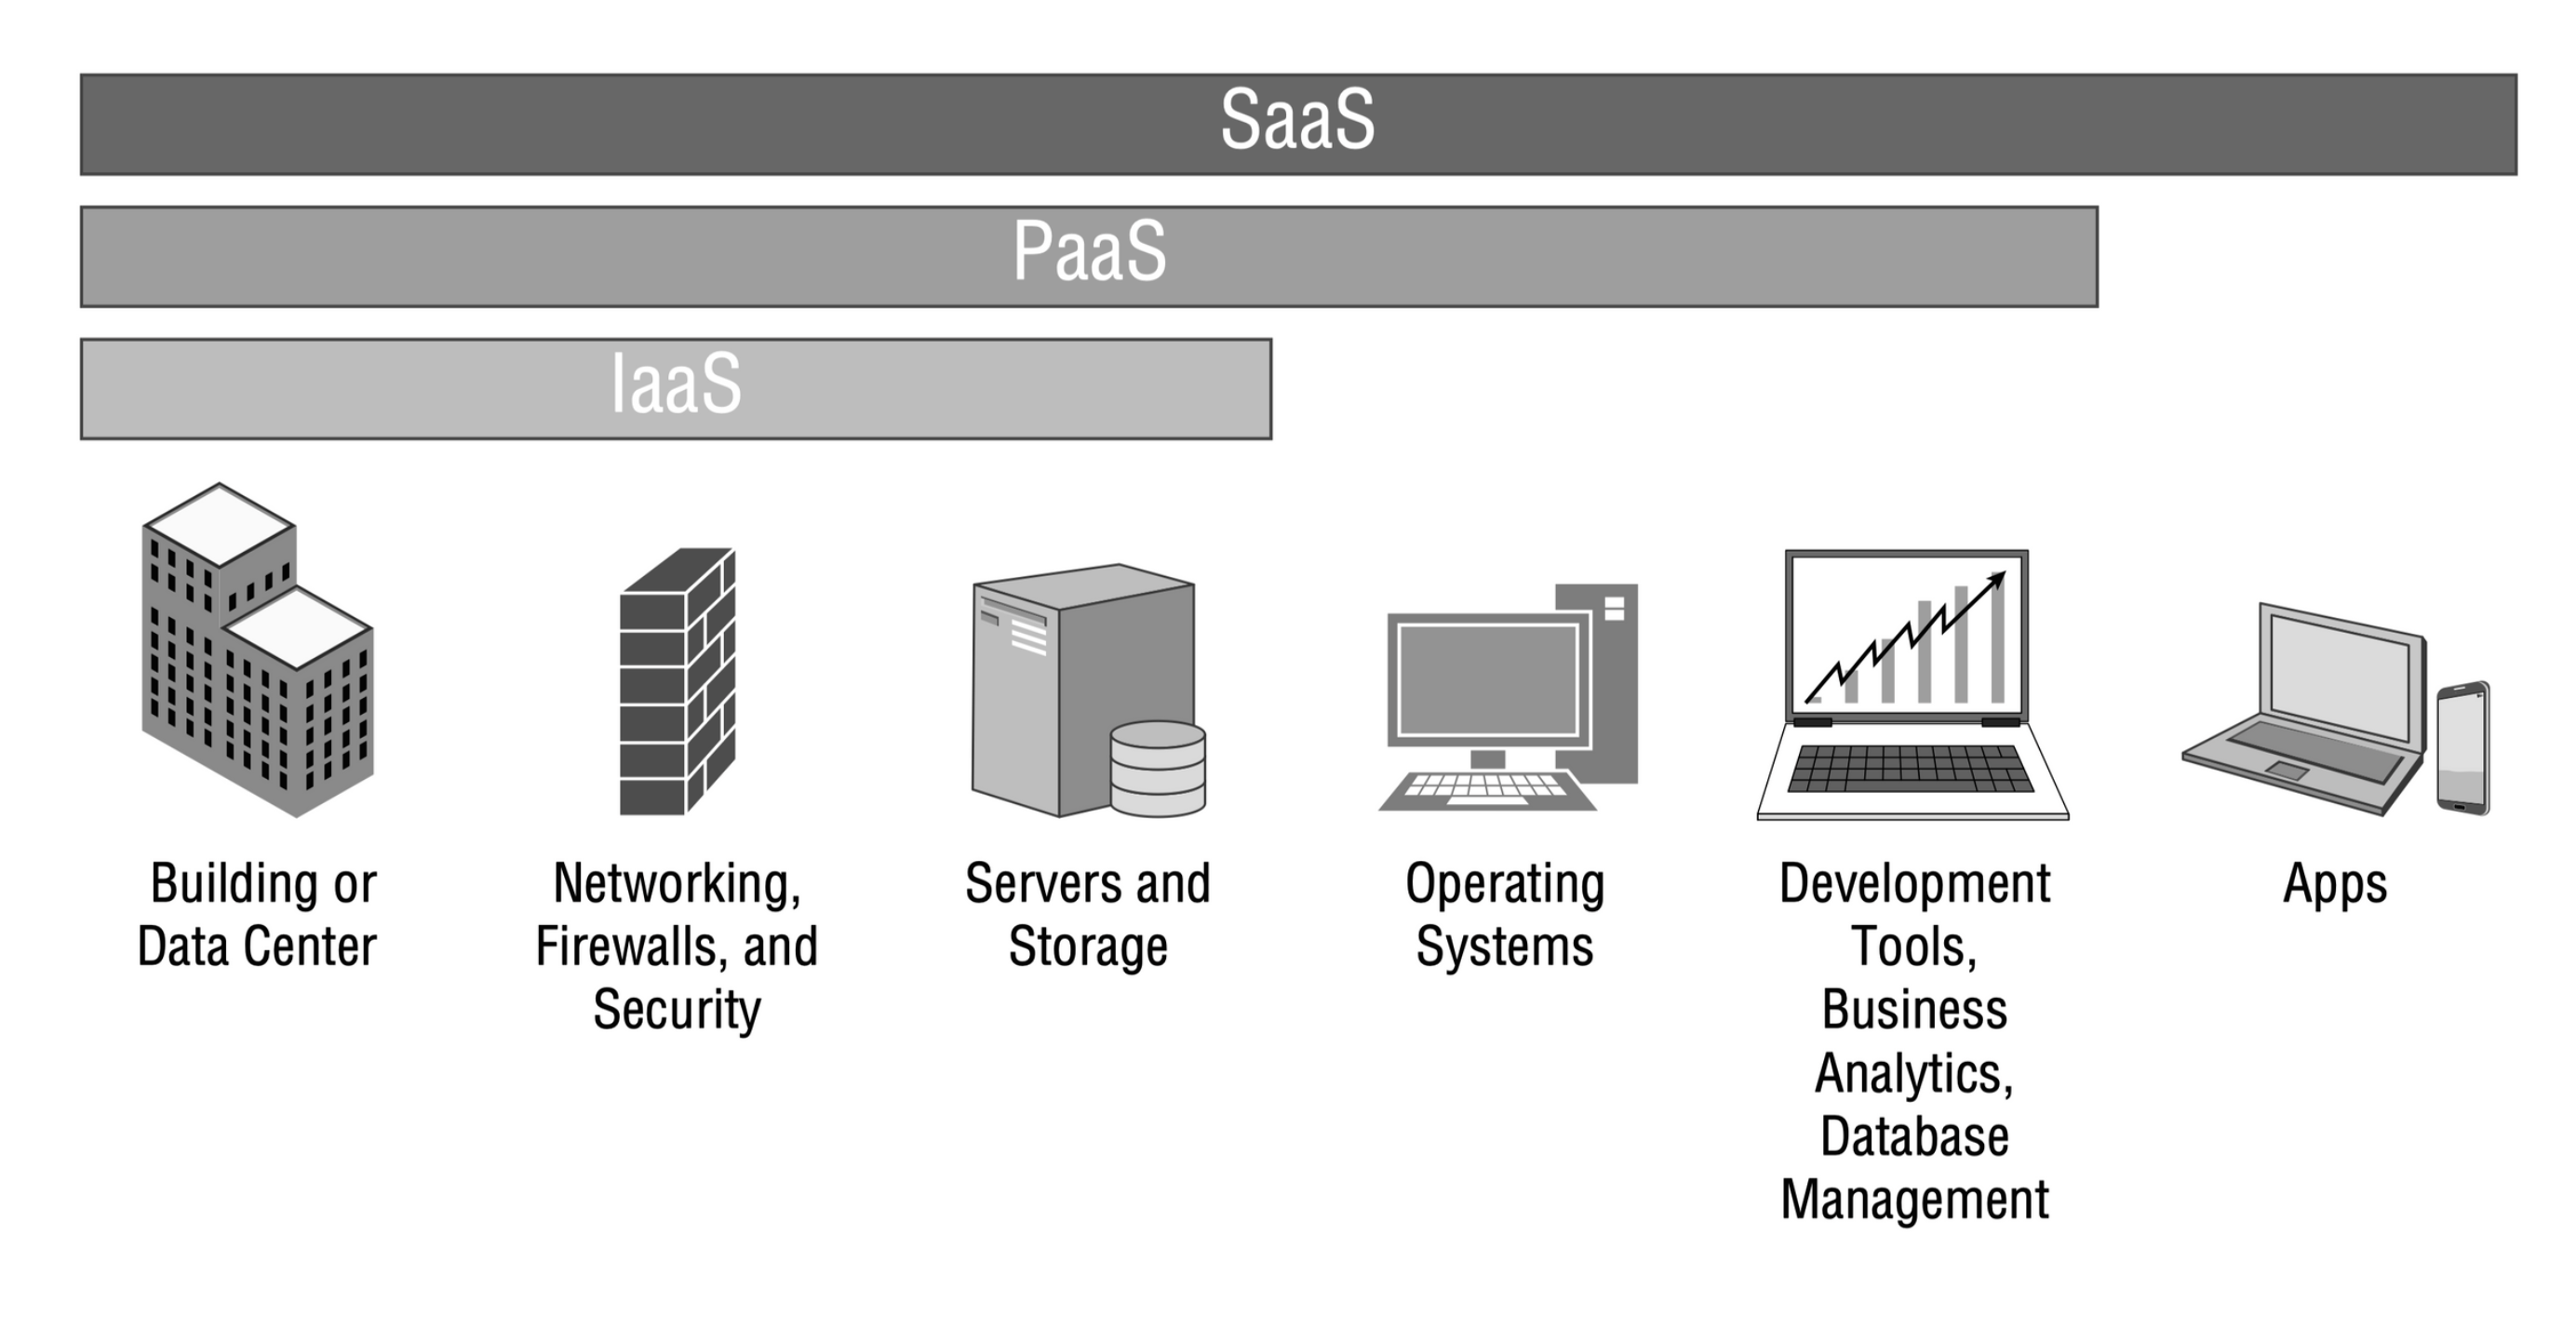 SaaS
PaaS
IaaS
Building or
Data Center
Networking,
Firewalls, and
Security
Servers and
Storage
Operating
Systems
Development
Tools,
Business
Analytics,
Database
Management
Apps